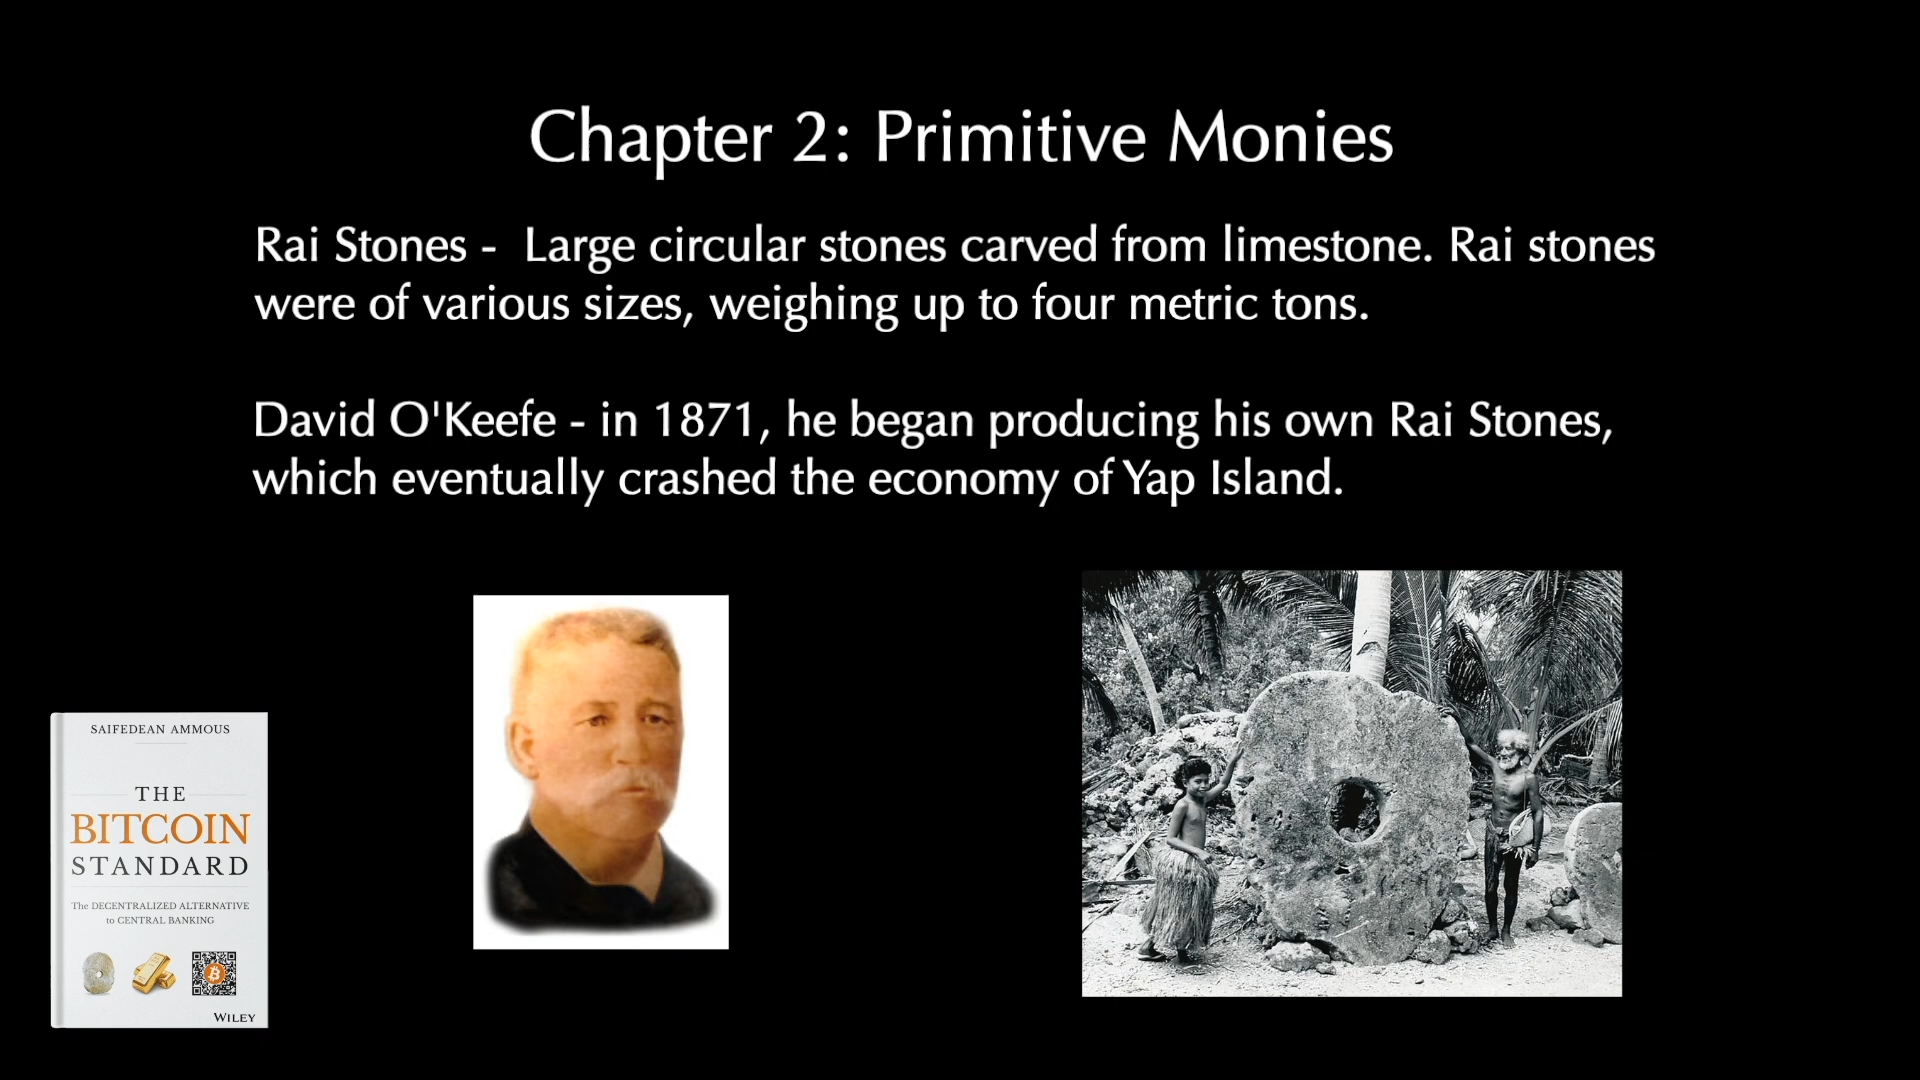 Chapter 2: Primitive Monies
Rai Stones -  Large circular stones carved from limestone. Rai stones
were of various sizes, weighing up to four metric tons.
David O'Keefe - in 1871, he began producing his own Rai Stones,
which eventually crashed the economy of Yap Island.
SAIFEDEAN AMMOUS
THE
BITCOIN
STANDARD
The DECENTRALIZED ALTERNATIVE
to CENTRAL BANKING
WILEY